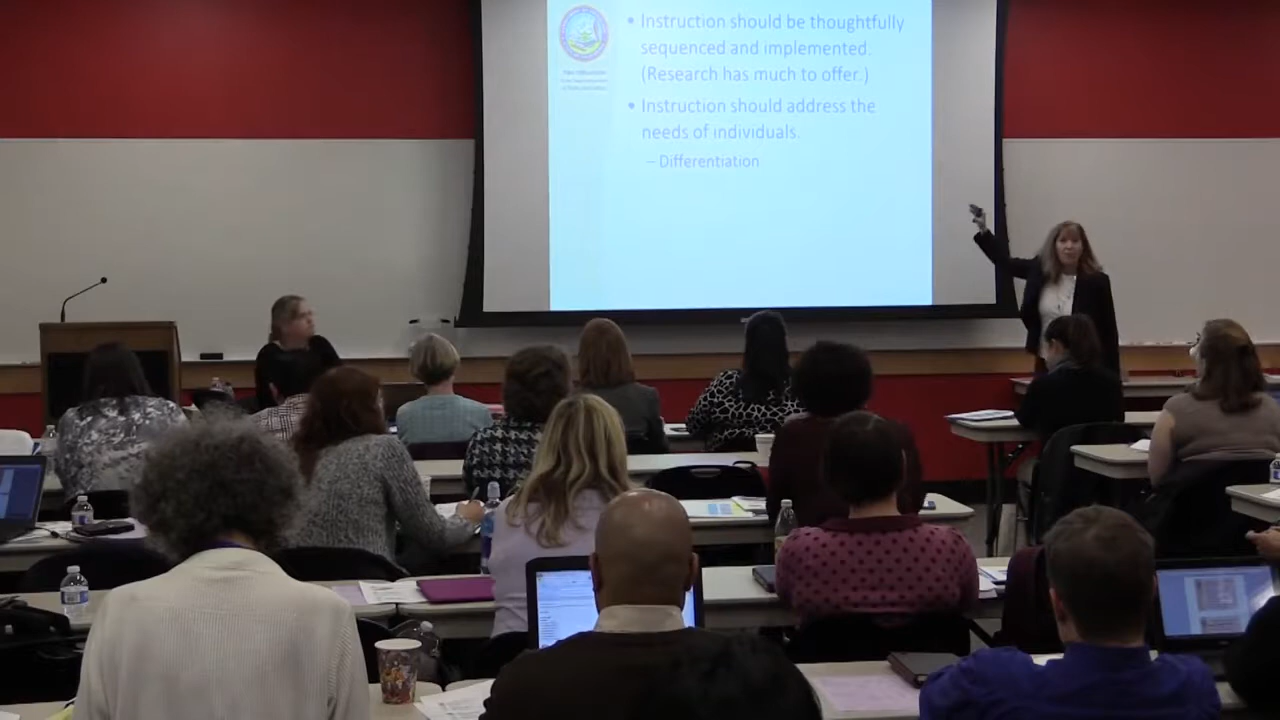 • Instruction should be thoughtfully
sequenced and implemented.
(Research has much to offer.)
• Instruction should address the
needs of individuals.
– Differentiation